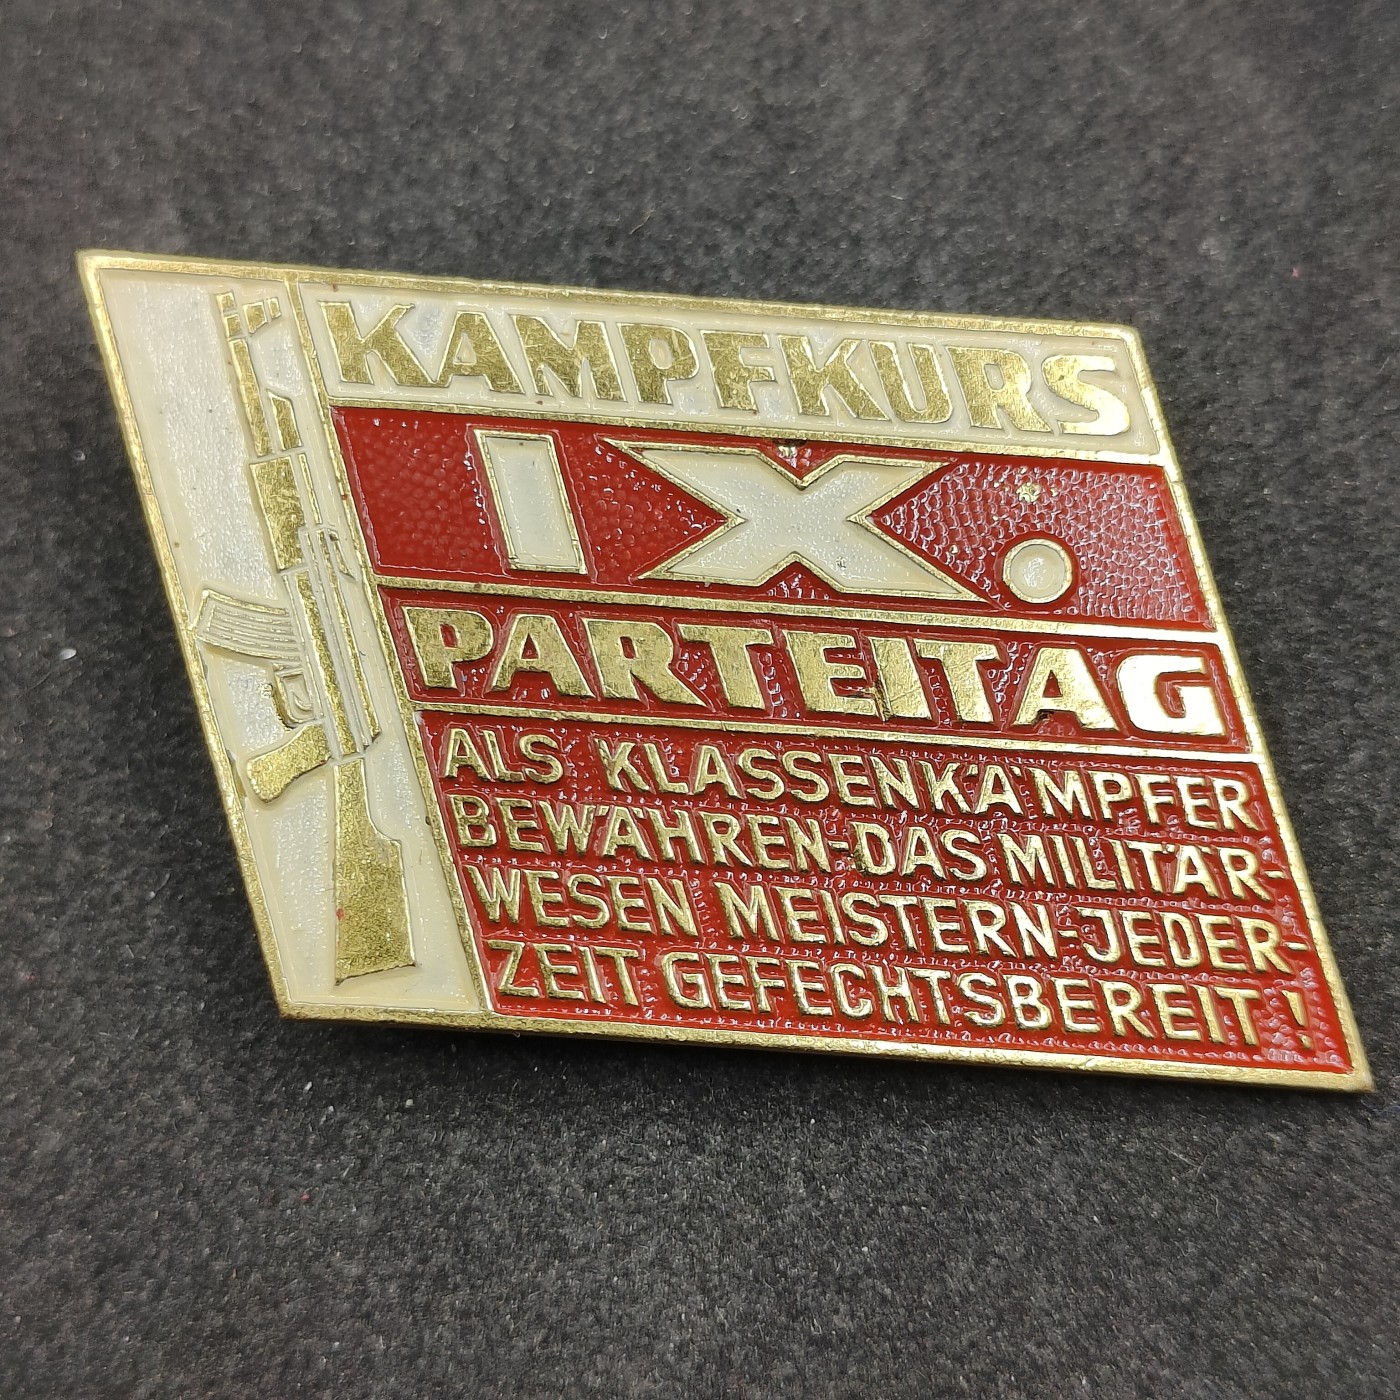 KAMPFKURS
IX.
PARTEITAG
ALS KLASSENKÄMPFER
BEWÄHREN-DAS MILITÄR-
WESEN MEISTERN-JEDER-
ZEIT GEFECHTSBEREIT!